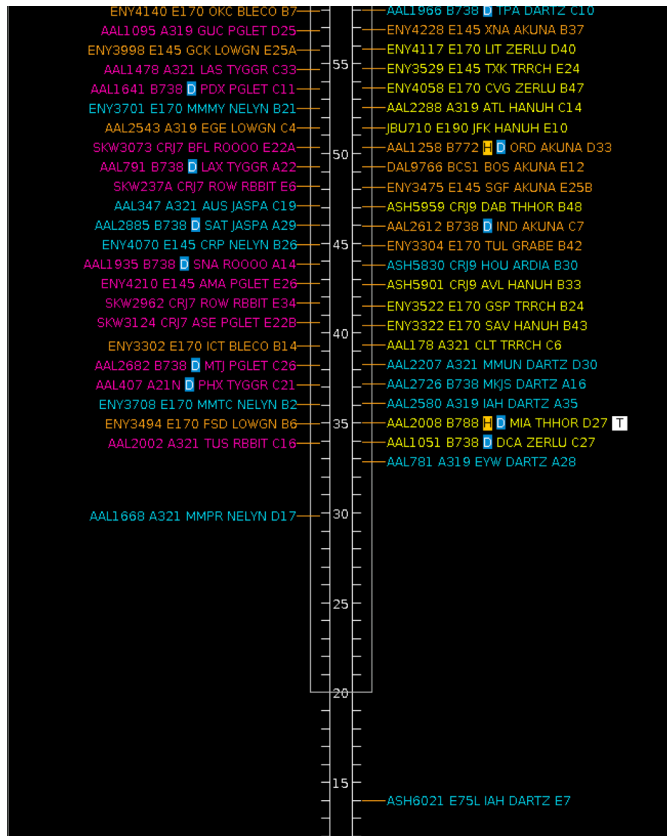 ENY4140 E170 OKC BLECO B7
AAL1095 A319 GUC PGLET D25
ENY3998 E145 GCK LOWGN E25A
AAL1478 A321 LAS TYGGR C33
AAL1641 B738 D PDX PGLET C11
ENY3701 E170 MMMY NELYN B21
AAL2543 A319 EGE LOWGN C4
SKW3073 CRJ7 BFL ROOOO E22A
AAL791 B738 D LAX TYGGR A22
SKW237A CRJ7 ROW RBBIT E6
AAL347 A321 AUS JASPA C19
AAL2885 B738 D SAT JASPA A29
ENY4070 E145 CRP NELYN B26
AAL1935 B738 D SNA ROOOO A14
ENY4210 E145 AMA PGLET E26
SKW2962 CRJ7 ROW RBBIT E34
SKW3124 CRJ7 ASE PGLET E22B
ENY3302 E170 ICT BLECO B14
AAL2682 B738 D MTJ PGLET C26
AAL407 A21N D PHX TYGGR C21
ENY3708 E170 MMTC NELYN B2
ENY3494 E170 FSD LOWGN B6
AAL2002 A321 TUS RBBIT C16
AAL1668 A321 MMPR NELYN D17
55
50
45
40
35
30
25
20
15
AAL1966 B738 D TPA DARTZ C10
ENY4228 E145 XNA AKUNA B37
ENY4117 E170 LIT ZERLU D40
ENY3529 E145 TXK TRRCH E24
ENY4058 E170 CVG ZERLU B47
AAL2288 A319 ATL HANUH C14
JBU710 E190 JFK HANUH E10
AAL1258 B772 H D ORD AKUNA D33
DAL9766 BCS1 BOS AKUNA E12
ENY3475 E145 SGF AKUNA E25B
ASH5959 CRJ9 DAB THHOR B48
AAL2612 B738 D IND AKUNA C7
ENY3304 E170 TUL GRABE B42
ASH5830 CRJ9 HOU ARDIA B30
ASH5901 CRJ9 AVL HANUH B33
ENY3522 E170 GSP TRRCH B24
ENY3322 E170 SAV HANUH B43
AAL178 A321 CLT TRRCH C6
AAL2207 A321 MMUN DARTZ D30
AAL2726 B738 MKJS DARTZ A16
AAL2580 A319 IAH DARTZ A35
AAL2008 B788 H D MIA THHOR D27 T
AAL1051 B738 D DCA ZERLU C27
AAL781 A319 EYW DARTZ A28
ASH6021 E75L IAH DARTZ E7